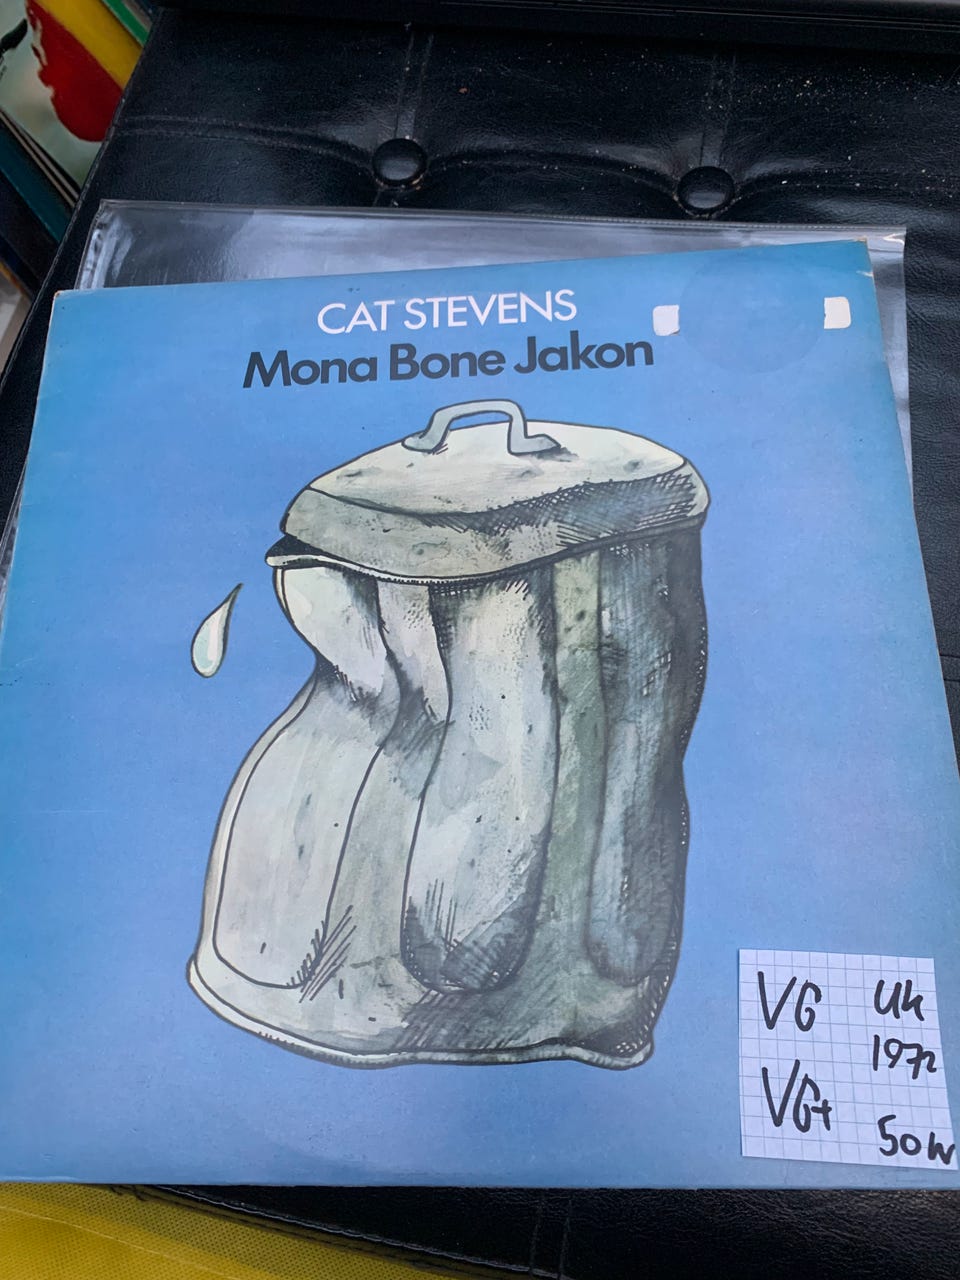 CAT STEVENS
Mona Bone Jakon
VG UK
1972
VG+
50